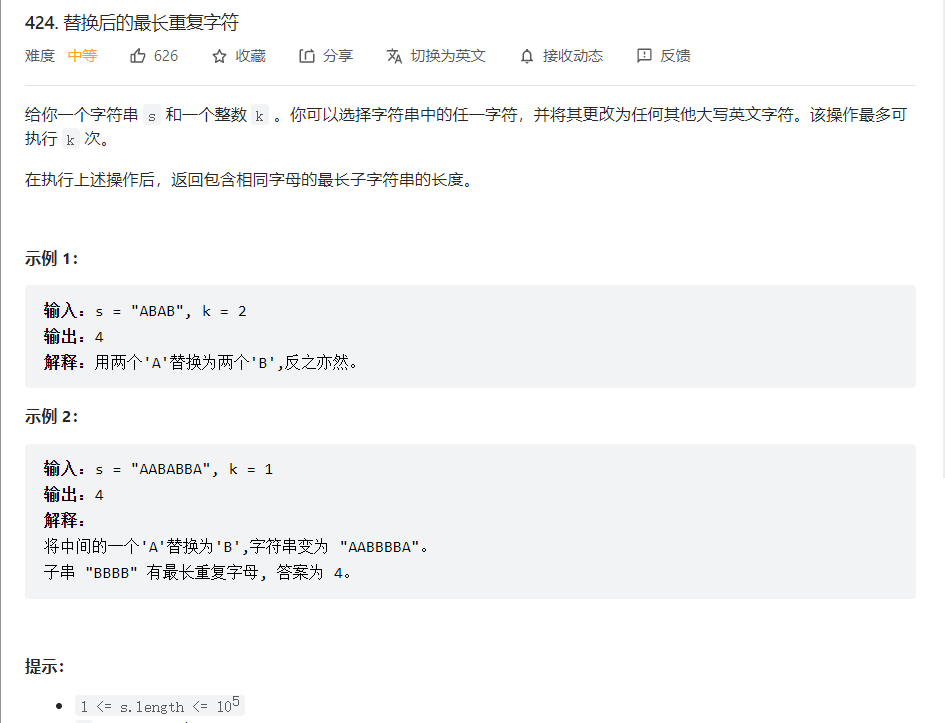 424. 替换后的最长重复字符
难度 中等 626 收藏 分享 切换为英文 接收动态 反馈
给你一个字符串 s 和一个整数 k 。你可以选择字符串中的任一字符，并将其更改为任何其他大写英文字符。该操作最多可
执行 k 次。
在执行上述操作后，返回包含相同字母的最长子字符串的长度。
示例 1：
输入：s = "ABAB", k = 2
输出：4
解释：用两个'A'替换为两个'B',反之亦然。
示例 2：
输入：s = "AABABBA", k = 1
输出：4
解释：
将中间的一个'A'替换为'B',字符串变为 "AABBBBA"。
子串 "BBBB" 有最长重复字母, 答案为 4。
提示：
• 1 <= s.length <= 10⁵